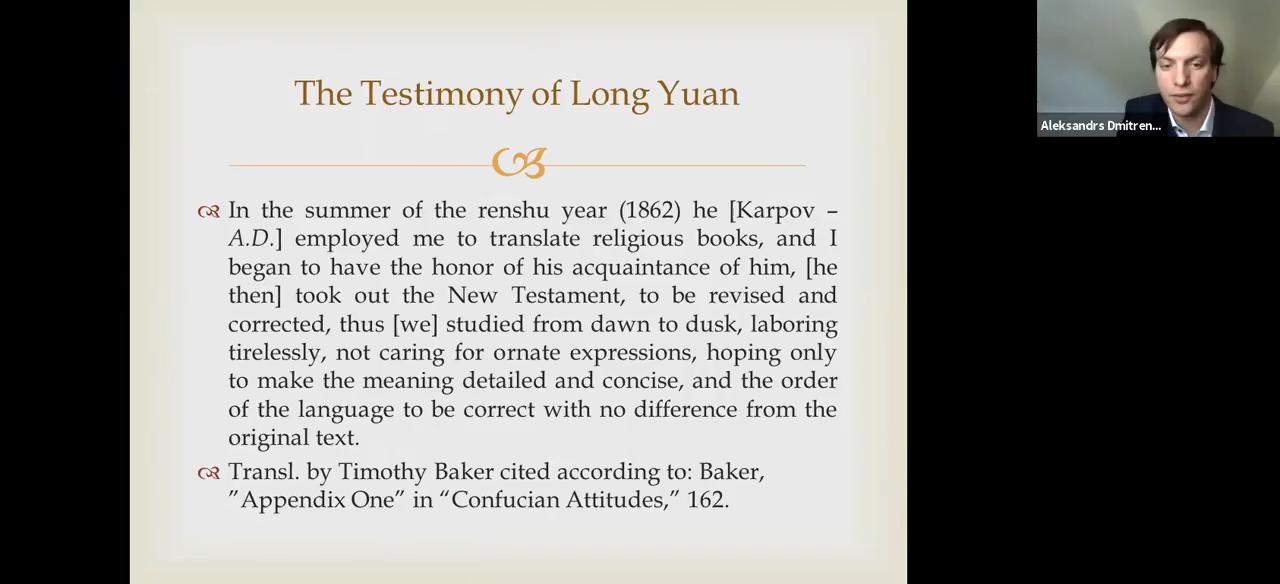 The Testimony of Long Yuan
In the summer of the renshu year (1862) he [Karpov –
A.D.] employed me to translate religious books, and I
began to have the honor of his acquaintance of him, [he
then] took out the New Testament, to be revised and
corrected, thus [we] studied from dawn to dusk, laboring
tirelessly, not caring for ornate expressions, hoping only
to make the meaning detailed and concise, and the order
of the language to be correct with no difference from the
original text.
Transl. by Timothy Baker cited according to: Baker,
”Appendix One” in “Confucian Attitudes,” 162.
Aleksandrs Dmitren...